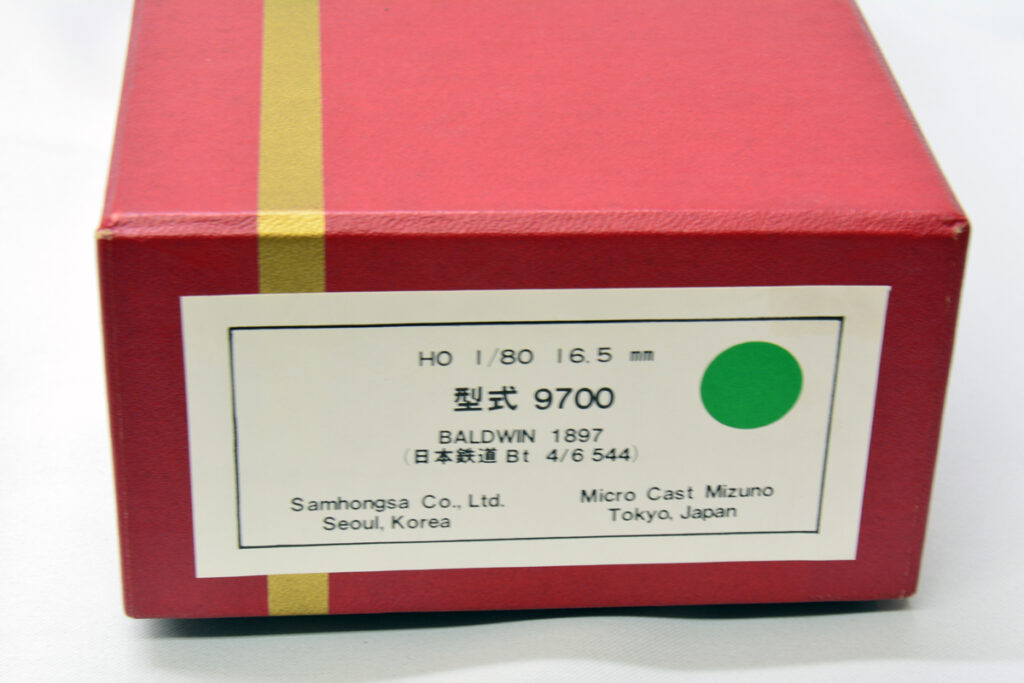 HO 1/80 16.5 mm
型式 9700
BALDWIN 1897
(日本鉄道 Bt 4/6 544)
Samhongsa Co., Ltd.
Seoul, Korea
Micro Cast Mizuno
Tokyo, Japan